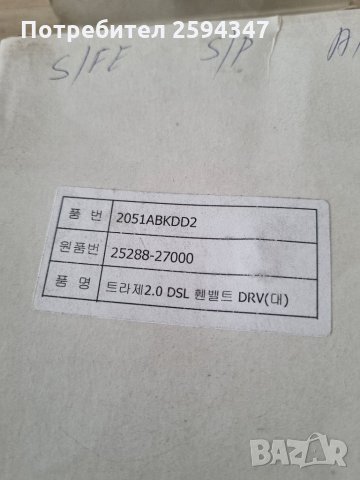 Потребител 2594347
S/FE S/P
품 번 2051ABKDD2
원품번 25288-27000
품 명 트라제2.0 DSL 휀벨트 DRV(대)
BAZAR